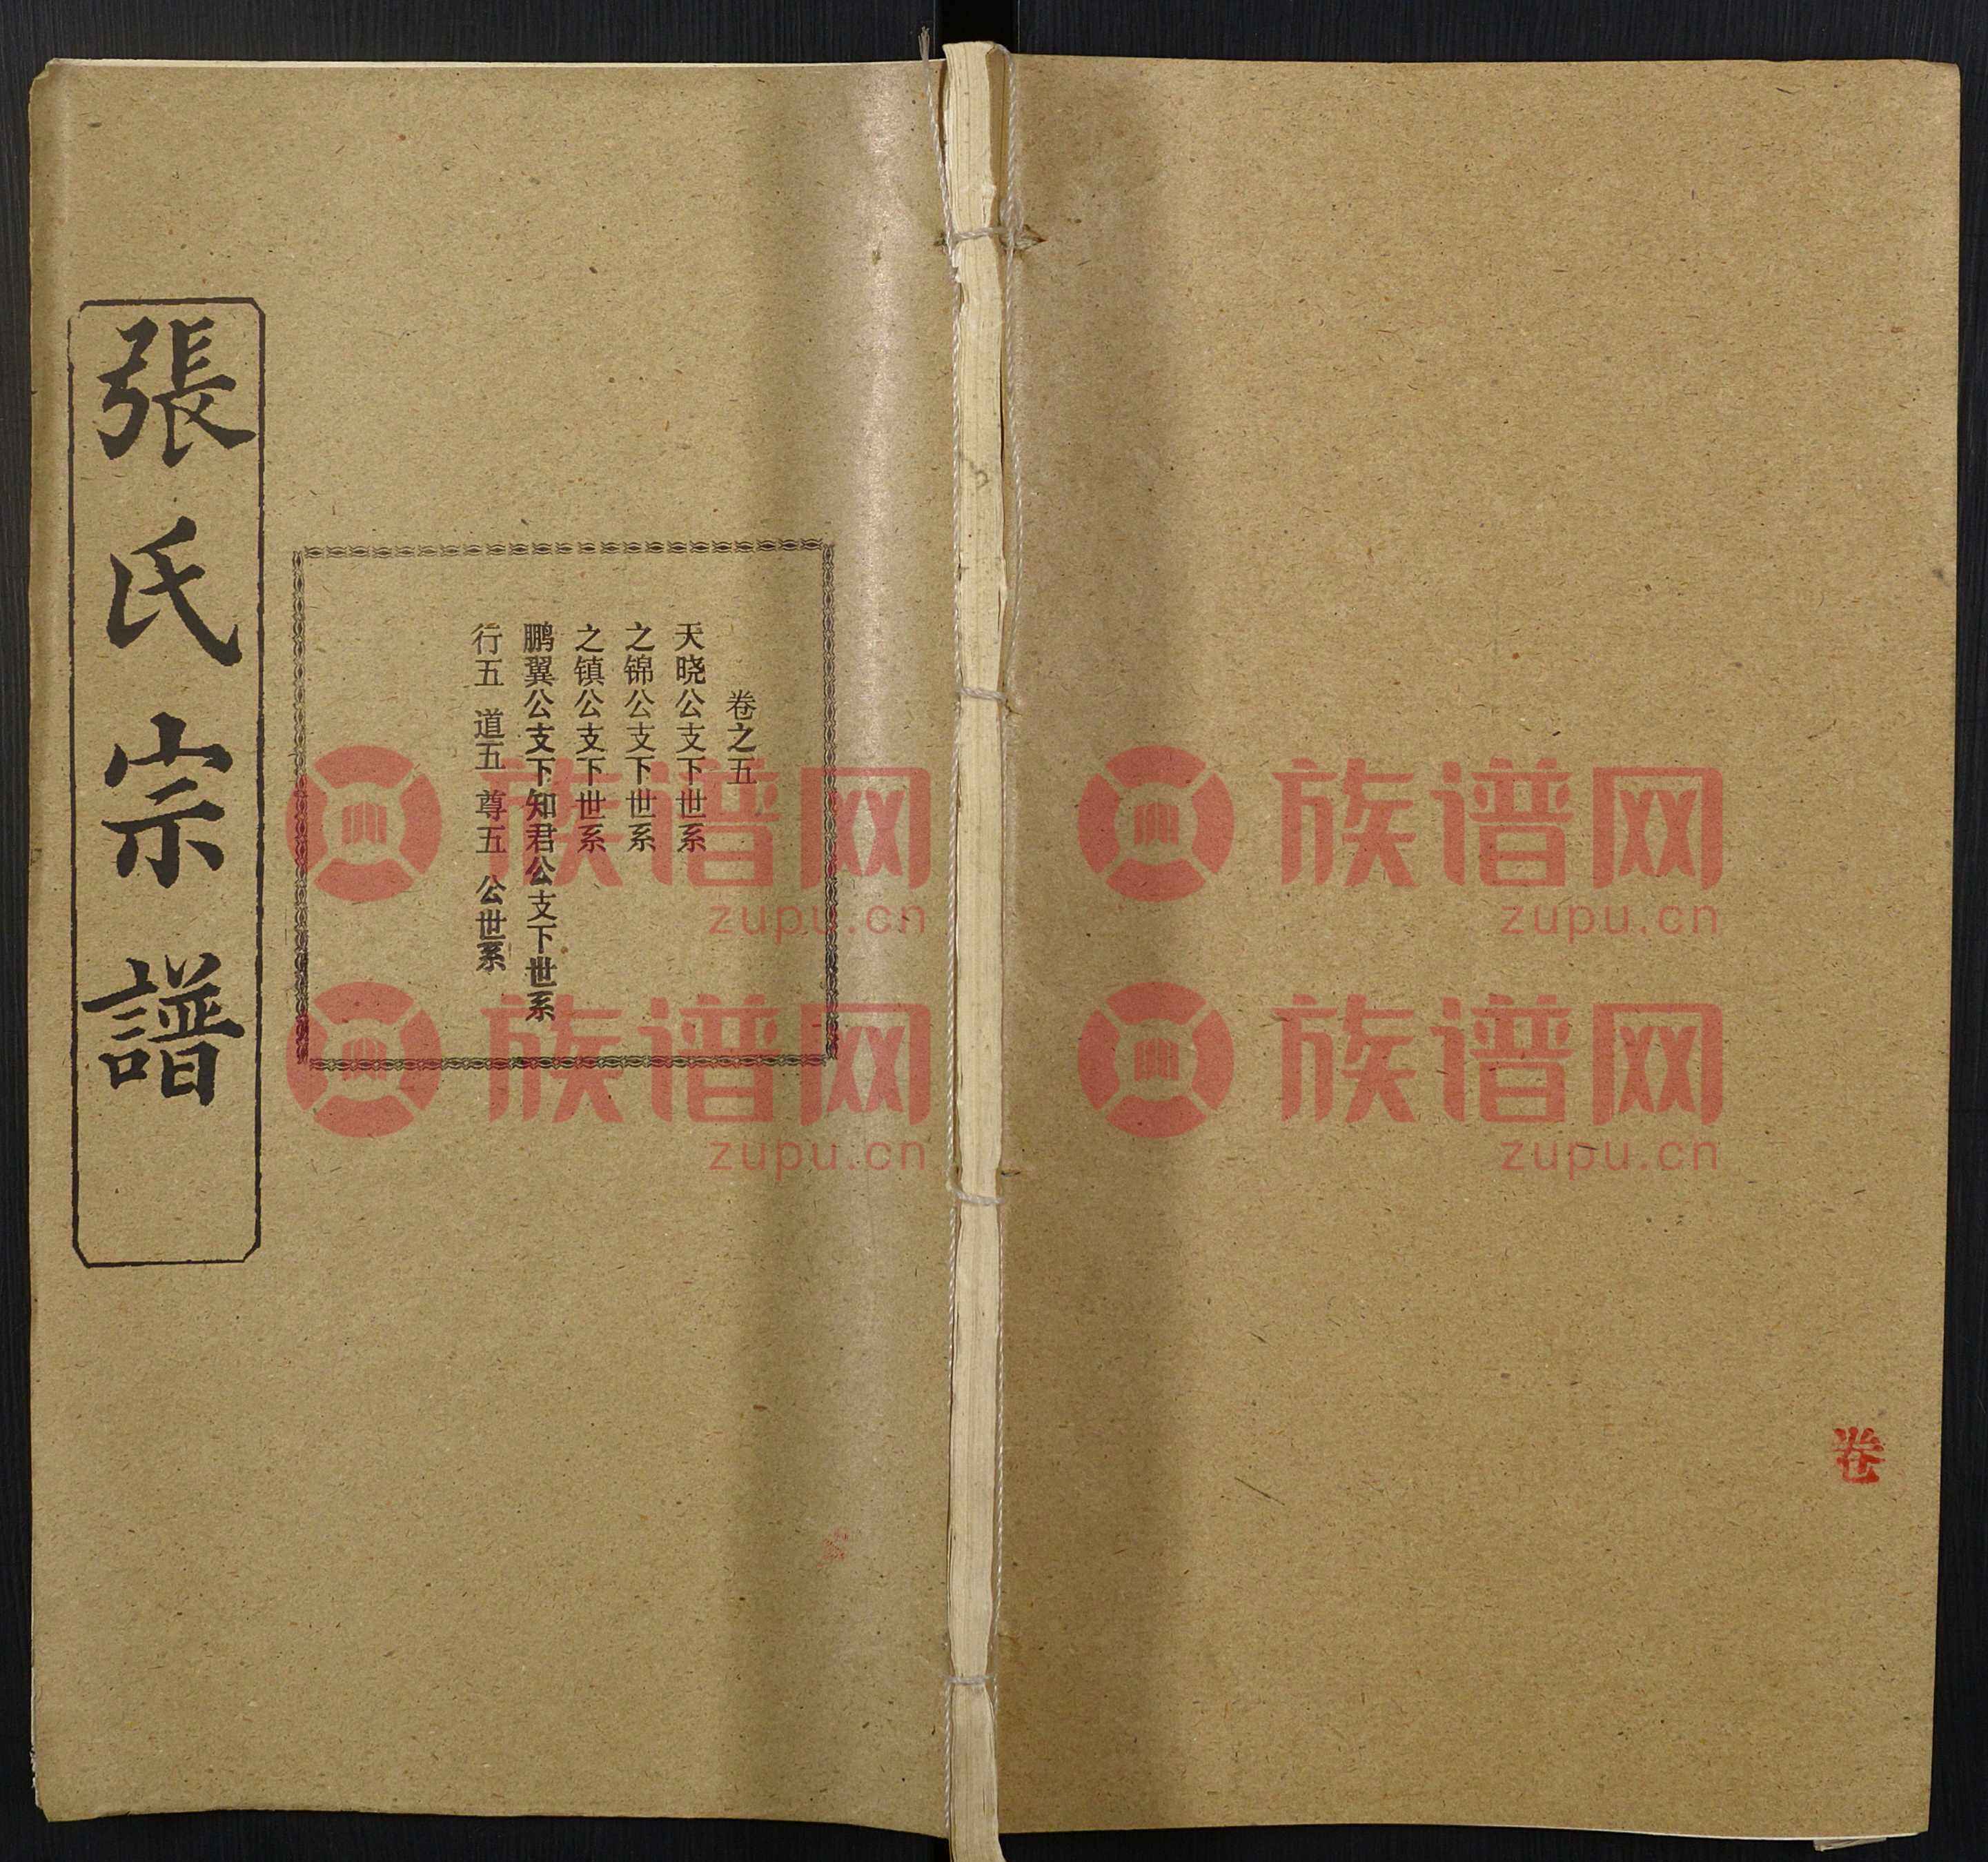 張氏宗譜
卷之五
天晓公支下世系
之锦公支下世系
之镇公支下世系
鹏翼公支下知君公支下世系
行五 道五 尊五 公世系
卷
族谱网
zupu.cn
族谱网
zupu.cn
族谱网
zupu.cn
族谱网
zupu.cn